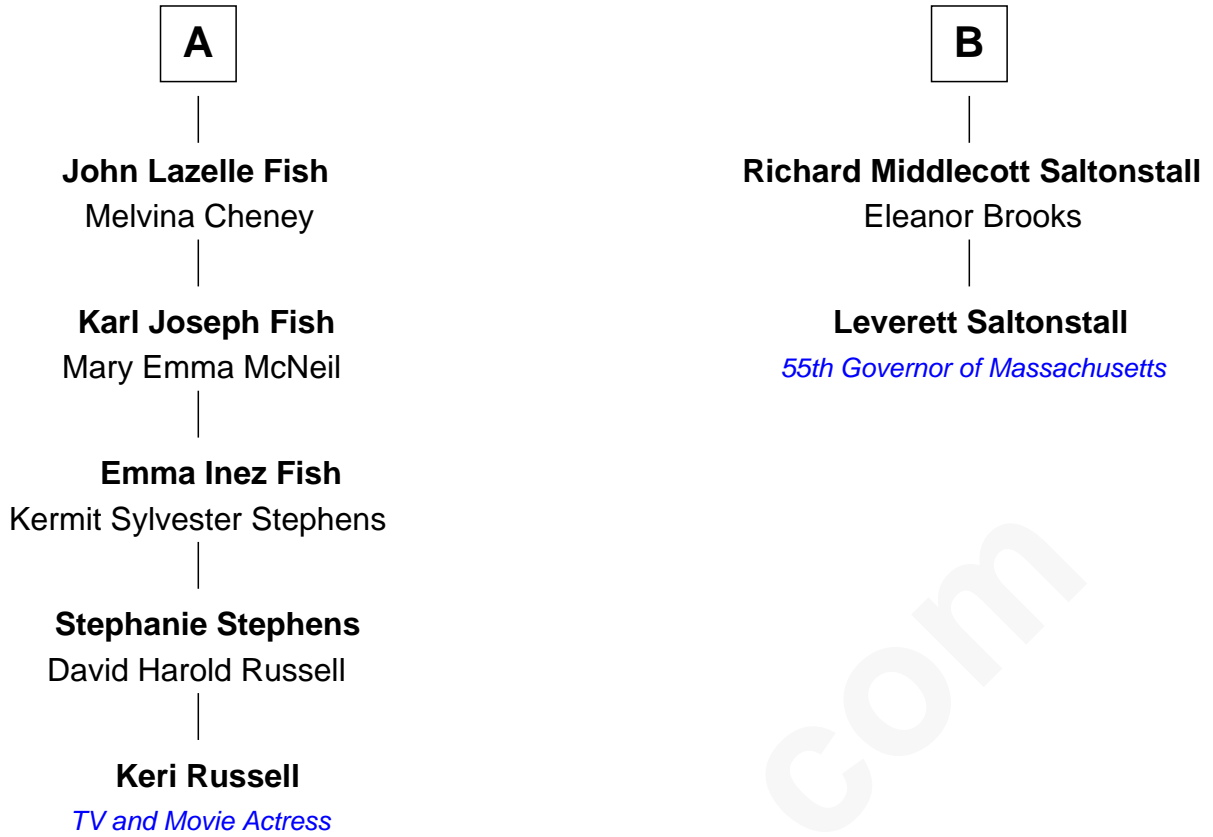 A
John Lazelle Fish
Melvina Cheney
Karl Joseph Fish
Mary Emma McNeil
Emma Inez Fish
Kermit Sylvester Stephens
Stephanie Stephens
David Harold Russell
Keri Russell
TV and Movie Actress
B
Richard Middlecott Saltonstall
Eleanor Brooks
Leverett Saltonstall
55th Governor of Massachusetts
com